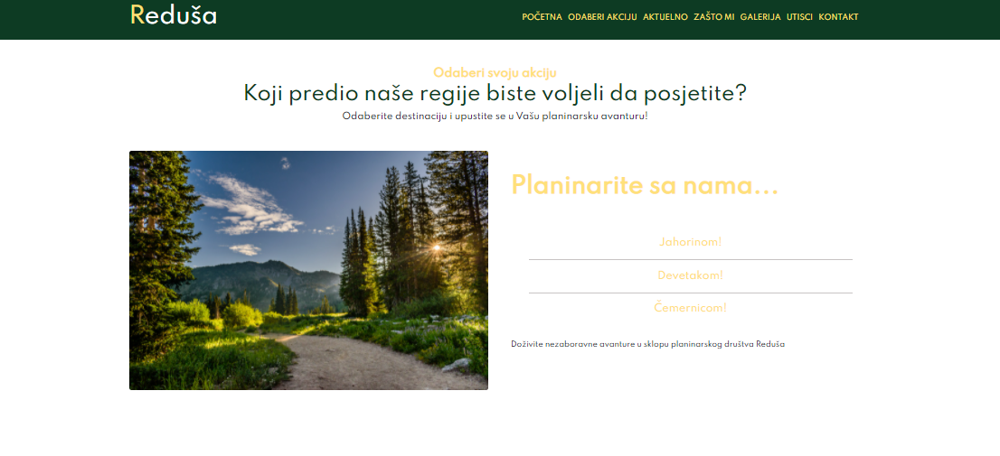 Reduša
POČETNA ODABERI AKCIJU AKTUELNO ZAŠTO MI GALERIJA UTISCI KONTAKT
Odaberi svoju akciju
Koji predio naše regije biste voljeli da posjetite?
Odaberite destinaciju i upustite se u Vašu planinarsku avanturu!
Planinarite sa nama...
Jahorinom!
Devetakom!
Čemernicom!
Doživite nezaboravne avanture u sklopu planinarskog društva Reduša